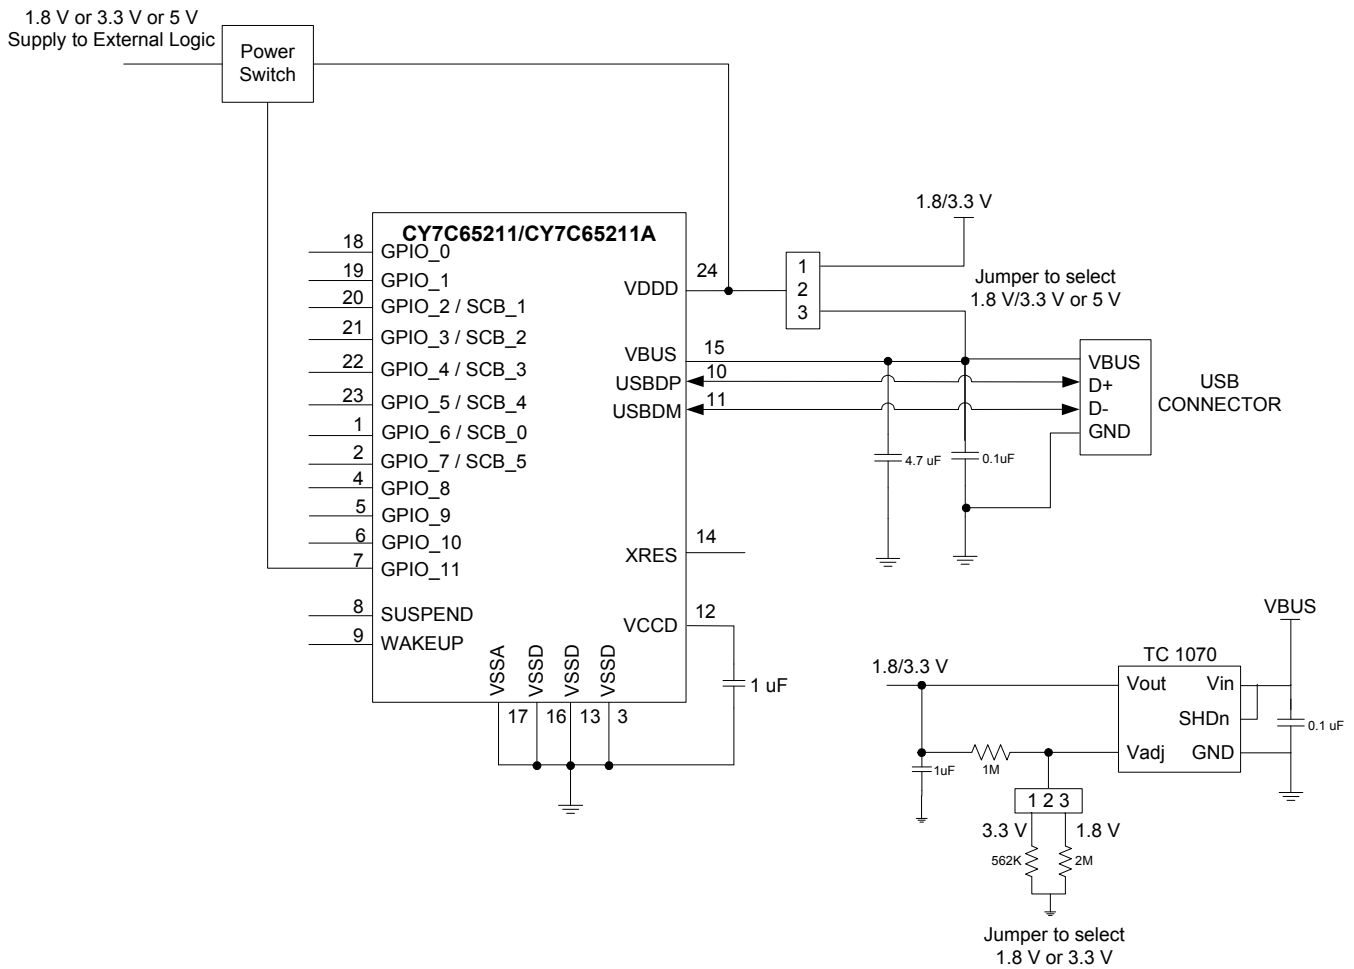 1.8 V or 3.3 V or 5 V
Supply to External Logic
Power
Switch
CY7C65211/CY7C65211A
18 GPIO_0
19 GPIO_1
20 GPIO_2 / SCB_1
21 GPIO_3 / SCB_2
22 GPIO_4 / SCB_3
23 GPIO_5 / SCB_4
1 GPIO_6 / SCB_0
2 GPIO_7 / SCB_5
4 GPIO_8
5 GPIO_9
6 GPIO_10
7 GPIO_11
8 SUSPEND
9 WAKEUP
VDDD 24
VBUS 15
USBDP 10
USBDM 11
XRES 14
VCCD 12
VSSA
VSSD
VSSD
VSSD
17 16 13 3
1 uF
1.8/3.3 V
1
2
3
Jumper to select
1.8 V/3.3 V or 5 V
VBUS
D+
D-
GND
USB
CONNECTOR
4.7 uF
0.1uF
VBUS
TC 1070
1.8/3.3 V
Vout Vin
SHDn
Vadj GND
0.1 uF
1uF
1M
1 2 3
3.3 V 1.8 V
562K 2M
Jumper to select
1.8 V or 3.3 V